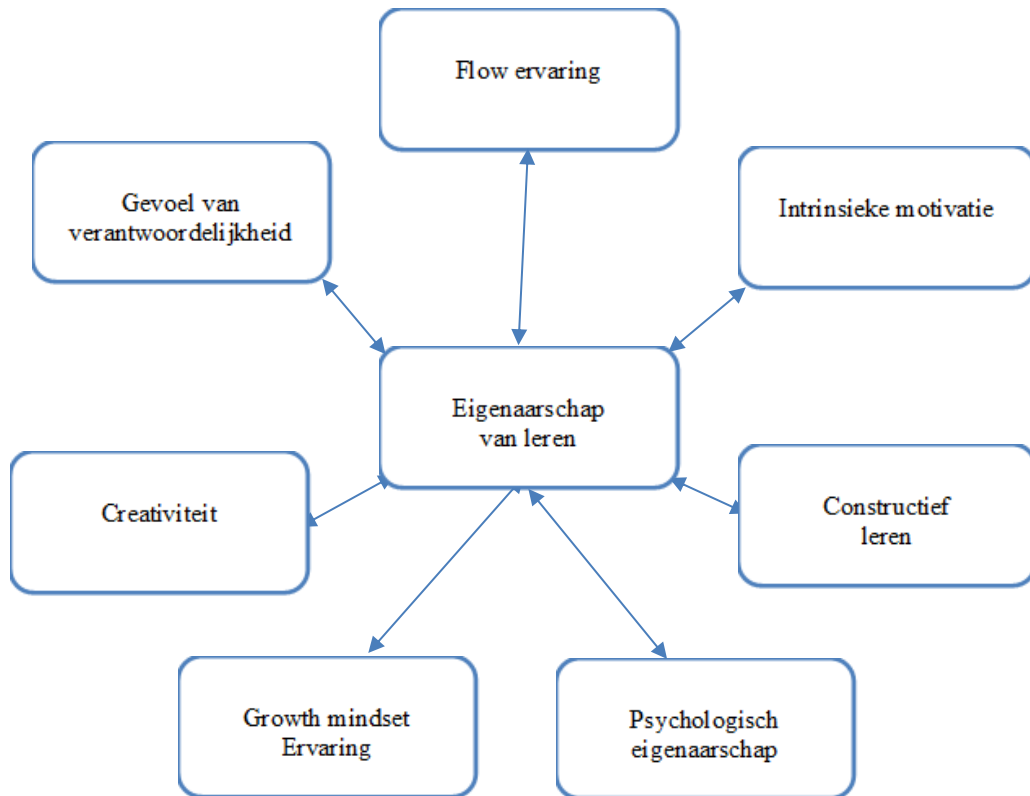 Flow ervaring
Gevoel van
verantwoordelijkheid
Intrinsieke motivatie
Eigenaarschap
van leren
Creativiteit
Constructief
leren
Growth mindset
Ervaring
Psychologisch
eigenaarschap